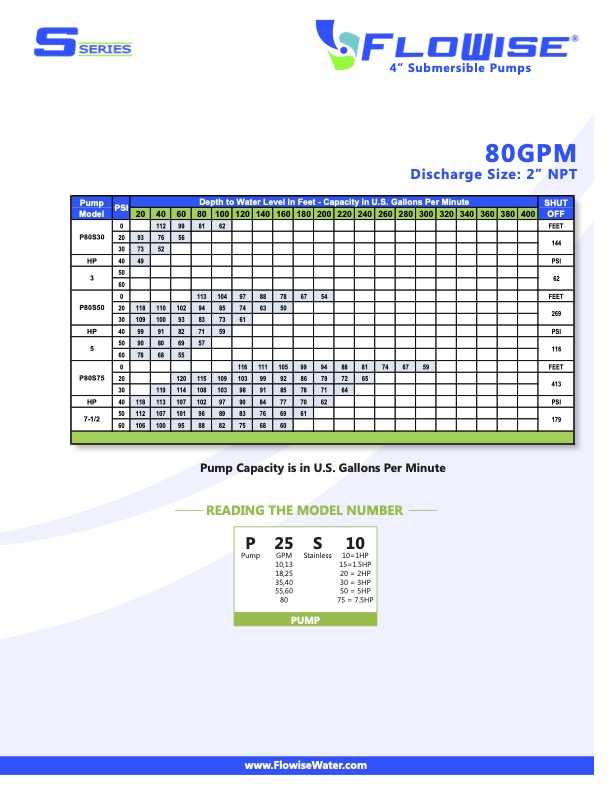 S SERIES
FLOWISE®
4” Submersible Pumps
80GPM
Discharge Size: 2” NPT
Pump Model PSI Depth to Water Level in Feet - Capacity in U.S. Gallons Per Minute SHUT OFF
20 40 60 80 100 120 140 160 180 200 220 240 260 280 300 320 340 360 380 400
P80S30 0 112 99 81 62 FEET
20 93 76 56 144
30 73 52
HP 40 49 PSI
3 50 62
60
P80S50 0 113 104 97 88 78 67 54 FEET
20 118 110 102 94 85 74 63 50 269
30 109 100 93 83 73 61
HP 40 99 91 82 71 59 PSI
5 50 90 80 69 57 116
60 78 68 55
P80S75 0 116 111 105 99 94 88 81 74 67 59 FEET
20 120 115 109 103 99 92 86 79 72 65 413
30 119 114 108 103 98 91 85 78 71 64
HP 40 118 113 107 102 97 90 84 77 70 62 PSI
7-1/2 50 112 107 101 96 89 83 76 69 61 179
60 106 100 95 88 82 75 68 60
Pump Capacity is in U.S. Gallons Per Minute
READING THE MODEL NUMBER
P 25 S 10
Pump GPM Stainless 10=1HP
10,13 15=1.5HP
18,25 20 = 2HP
35,40 30 = 3HP
55,60 50 = 5HP
80 75 = 7.5HP
PUMP
www.FlowiseWater.com